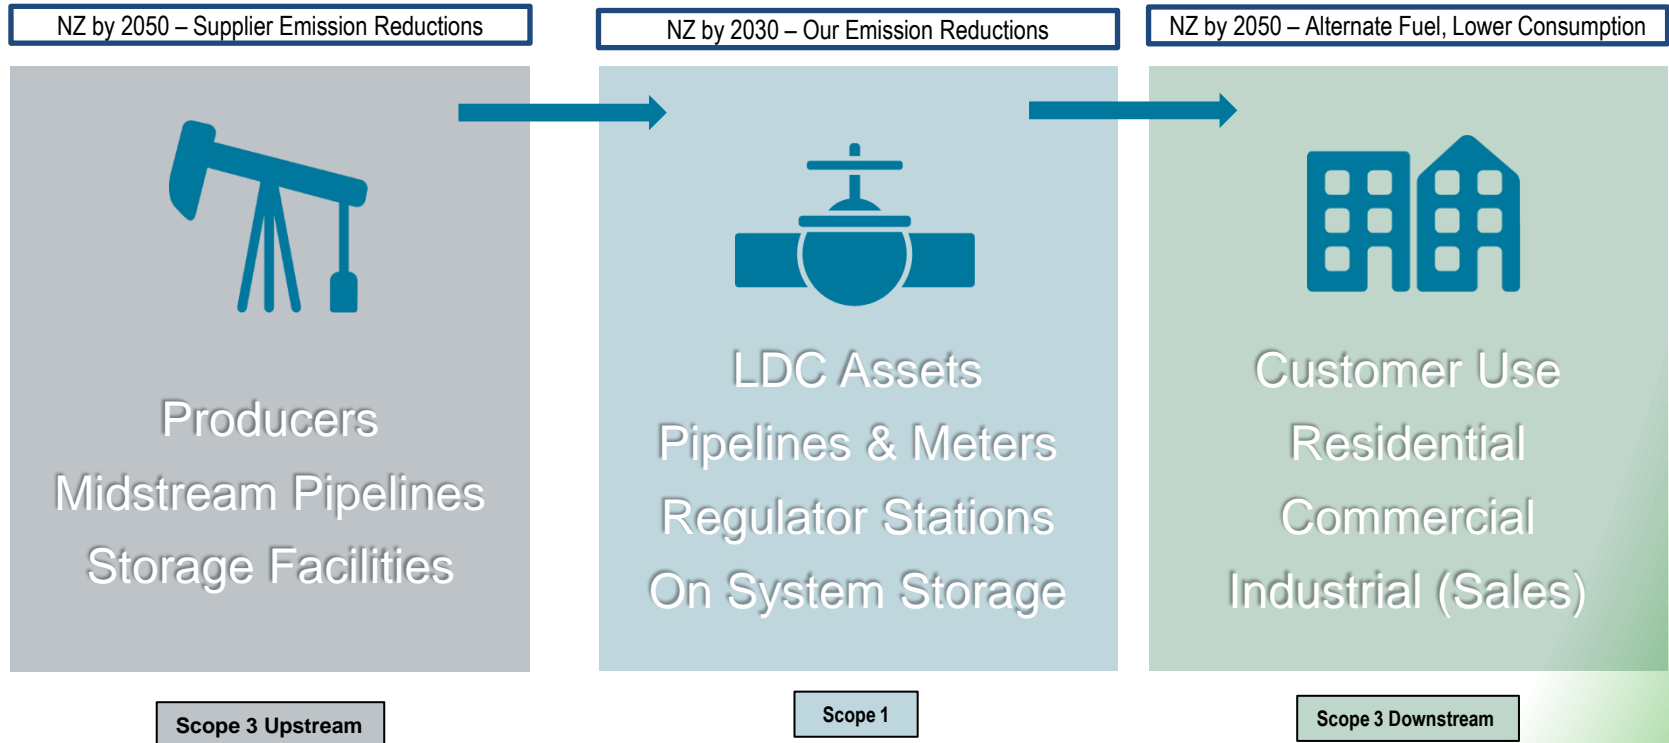 NZ by 2050 – Supplier Emission Reductions
NZ by 2030 – Our Emission Reductions
NZ by 2050 – Alternate Fuel, Lower Consumption
Producers
Midstream Pipelines
Storage Facilities
LDC Assets
Pipelines & Meters
Regulator Stations
On System Storage
Customer Use
Residential
Commercial
Industrial (Sales)
Scope 3 Upstream
Scope 1
Scope 3 Downstream